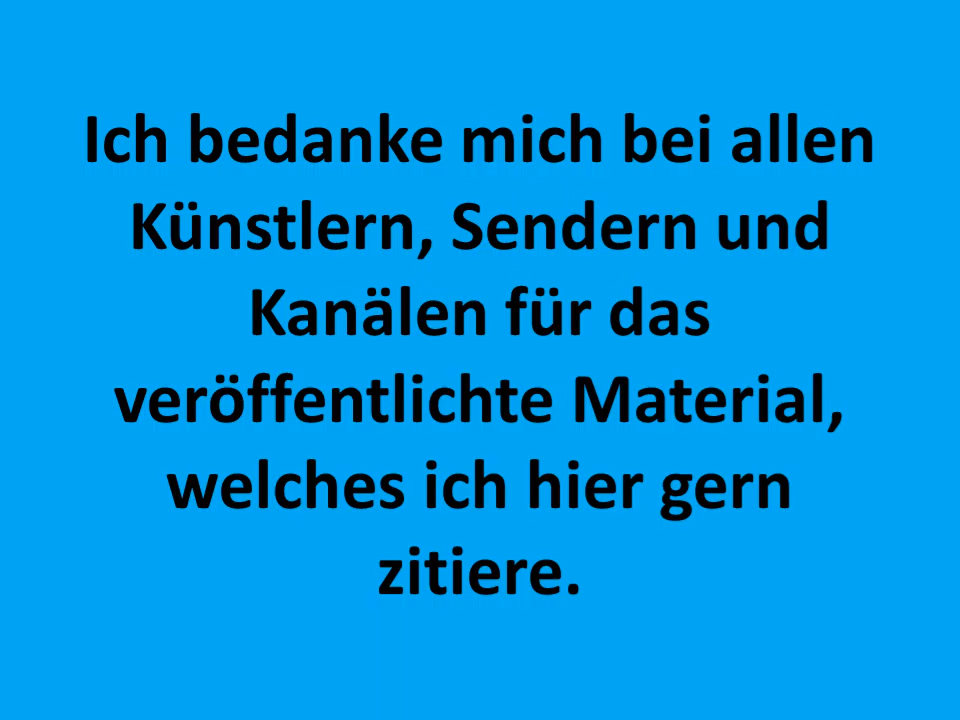 Ich bedanke mich bei allen
Künstlern, Sendern und
Kanälen für das
veröffentlichte Material,
welches ich hier gern
zitiere.